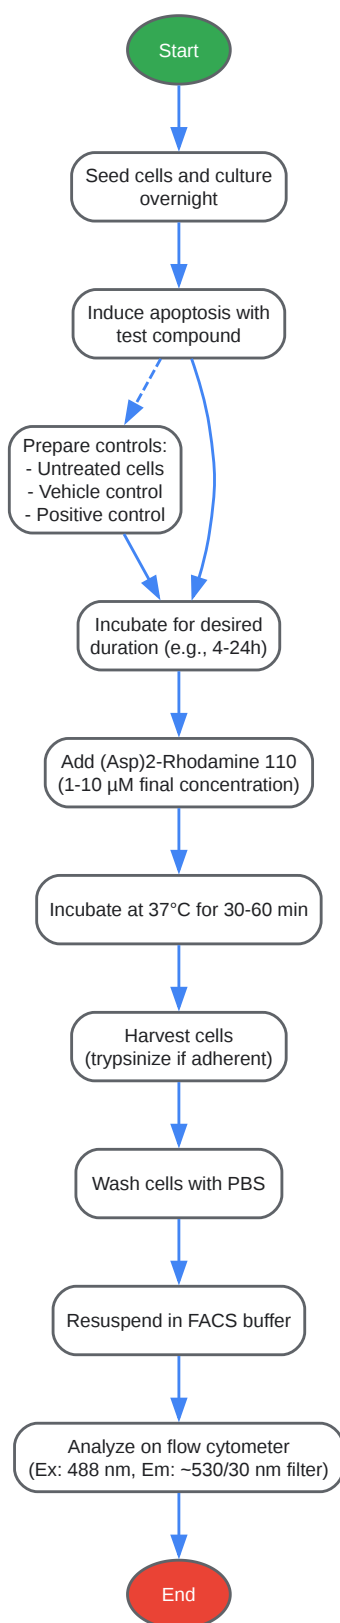 Start
Seed cells and culture
overnight
Induce apoptosis with
test compound
Prepare controls:
- Untreated cells
- Vehicle control
- Positive control
Incubate for desired
duration (e.g., 4-24h)
Add (Asp)2-Rhodamine 110
(1-10 µM final concentration)
Incubate at 37°C for 30-60 min
Harvest cells
(trypsinize if adherent)
Wash cells with PBS
Resuspend in FACS buffer
Analyze on flow cytometer
(Ex: 488 nm, Em: ~530/30 nm filter)
End